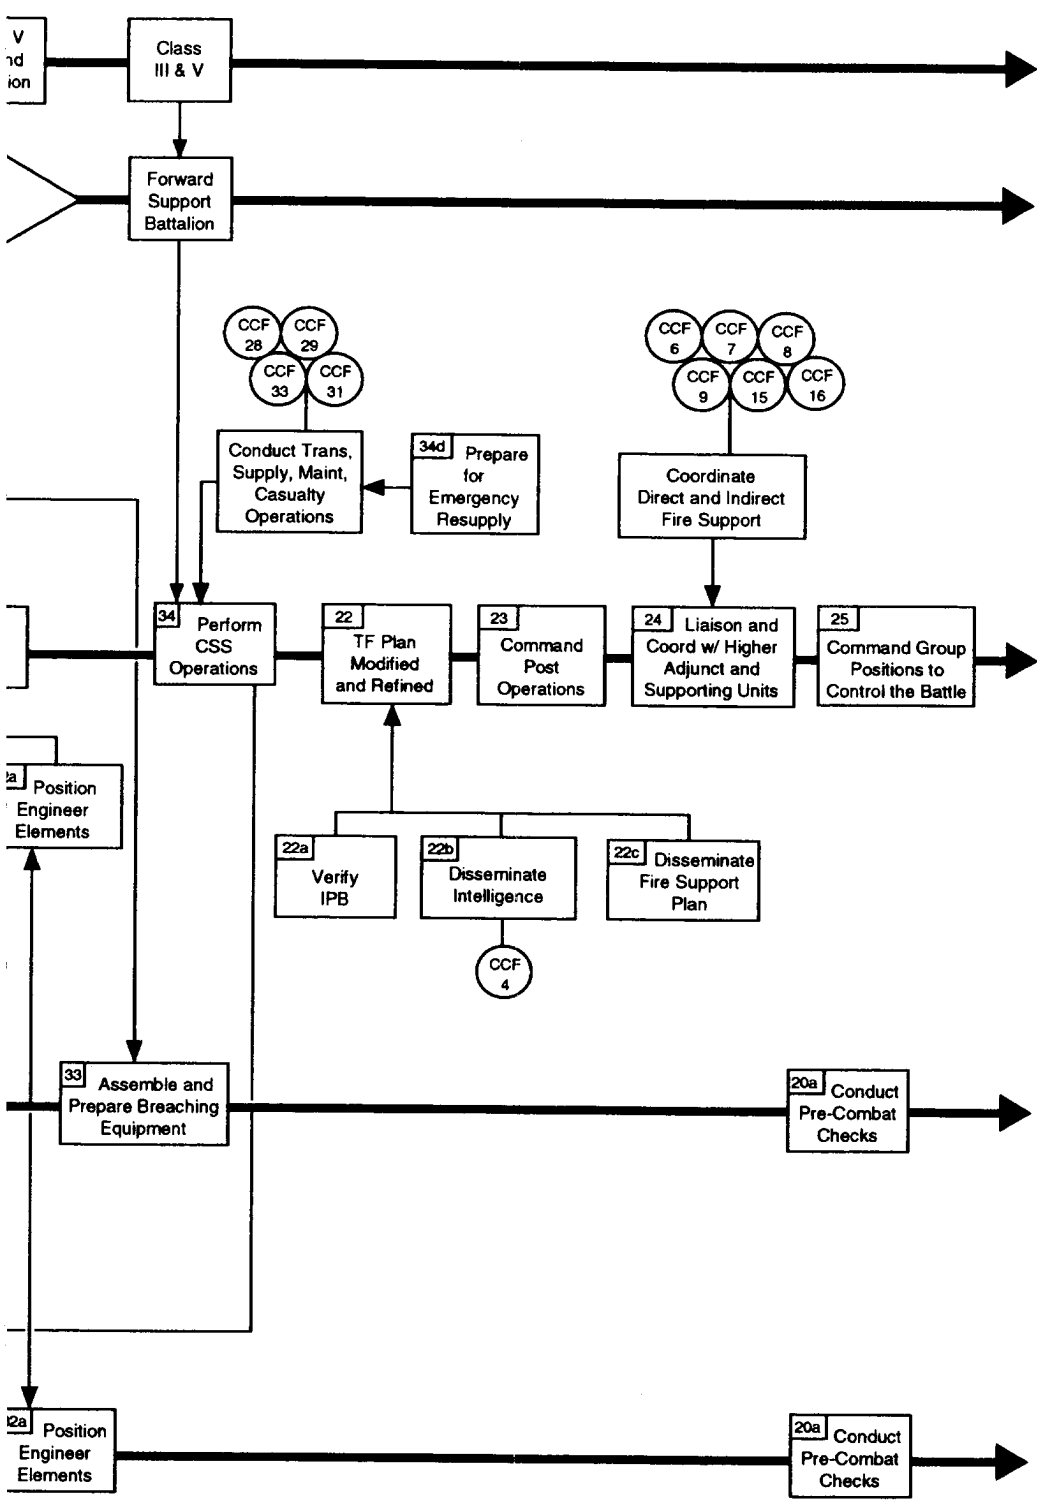 V
Class
III & V
Forward
Support
Battalion
CCF
28
CCF
29
CCF
33
CCF
31
CCF
6
CCF
7
CCF
8
CCF
9
CCF
15
CCF
16
Conduct Trans,
Supply, Maint,
Casualty
Operations
34d
Prepare
for
Emergency
Resupply
Coordinate
Direct and Indirect
Fire Support
34
Perform
CSS
Operations
22
TF Plan
Modified
and Refined
23
Command
Post
Operations
24
Liaison and
Coord w/ Higher
Adjunct and
Supporting Units
25
Command Group
Positions to
Control the Battle
Position
Engineer
Elements
22a
Verify
IPB
22b
Disseminate
Intelligence
22c
Disseminate
Fire Support
Plan
CCF
4
33
Assemble and
Prepare Breaching
Equipment
20a
Conduct
Pre-Combat
Checks
Position
Engineer
Elements
20a
Conduct
Pre-Combat
Checks